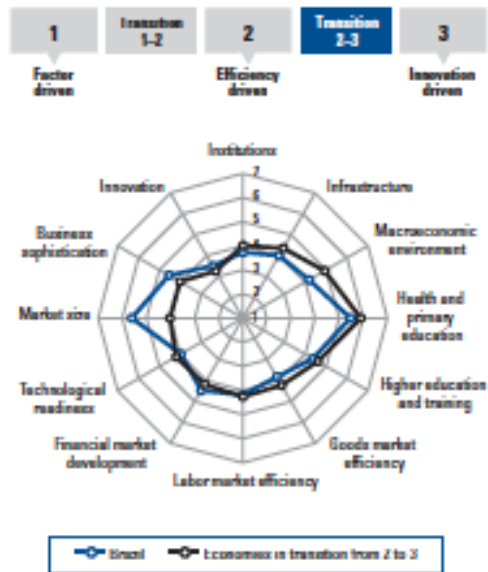 1
Transition
1–2
2
Transition
2–3
3
Factor
driven
Efficiency
driven
Innovation
driven
Institutions
Infrastructure
Macroeconomic
environment
Health and
primary
education
Higher education
and training
Goods market
efficiency
Labor market efficiency
Financial market
development
Technological
readiness
Market size
Business
sophistication
Innovation
7
6
5
4
3
2
1
Brazil
Economies in transition from 2 to 3